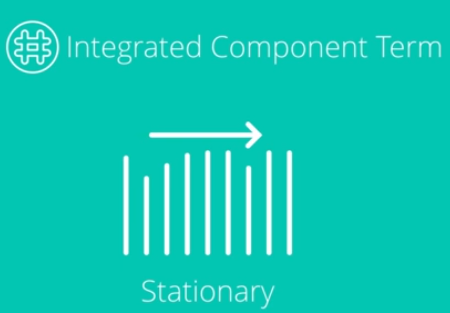 Integrated Component Term
Stationary